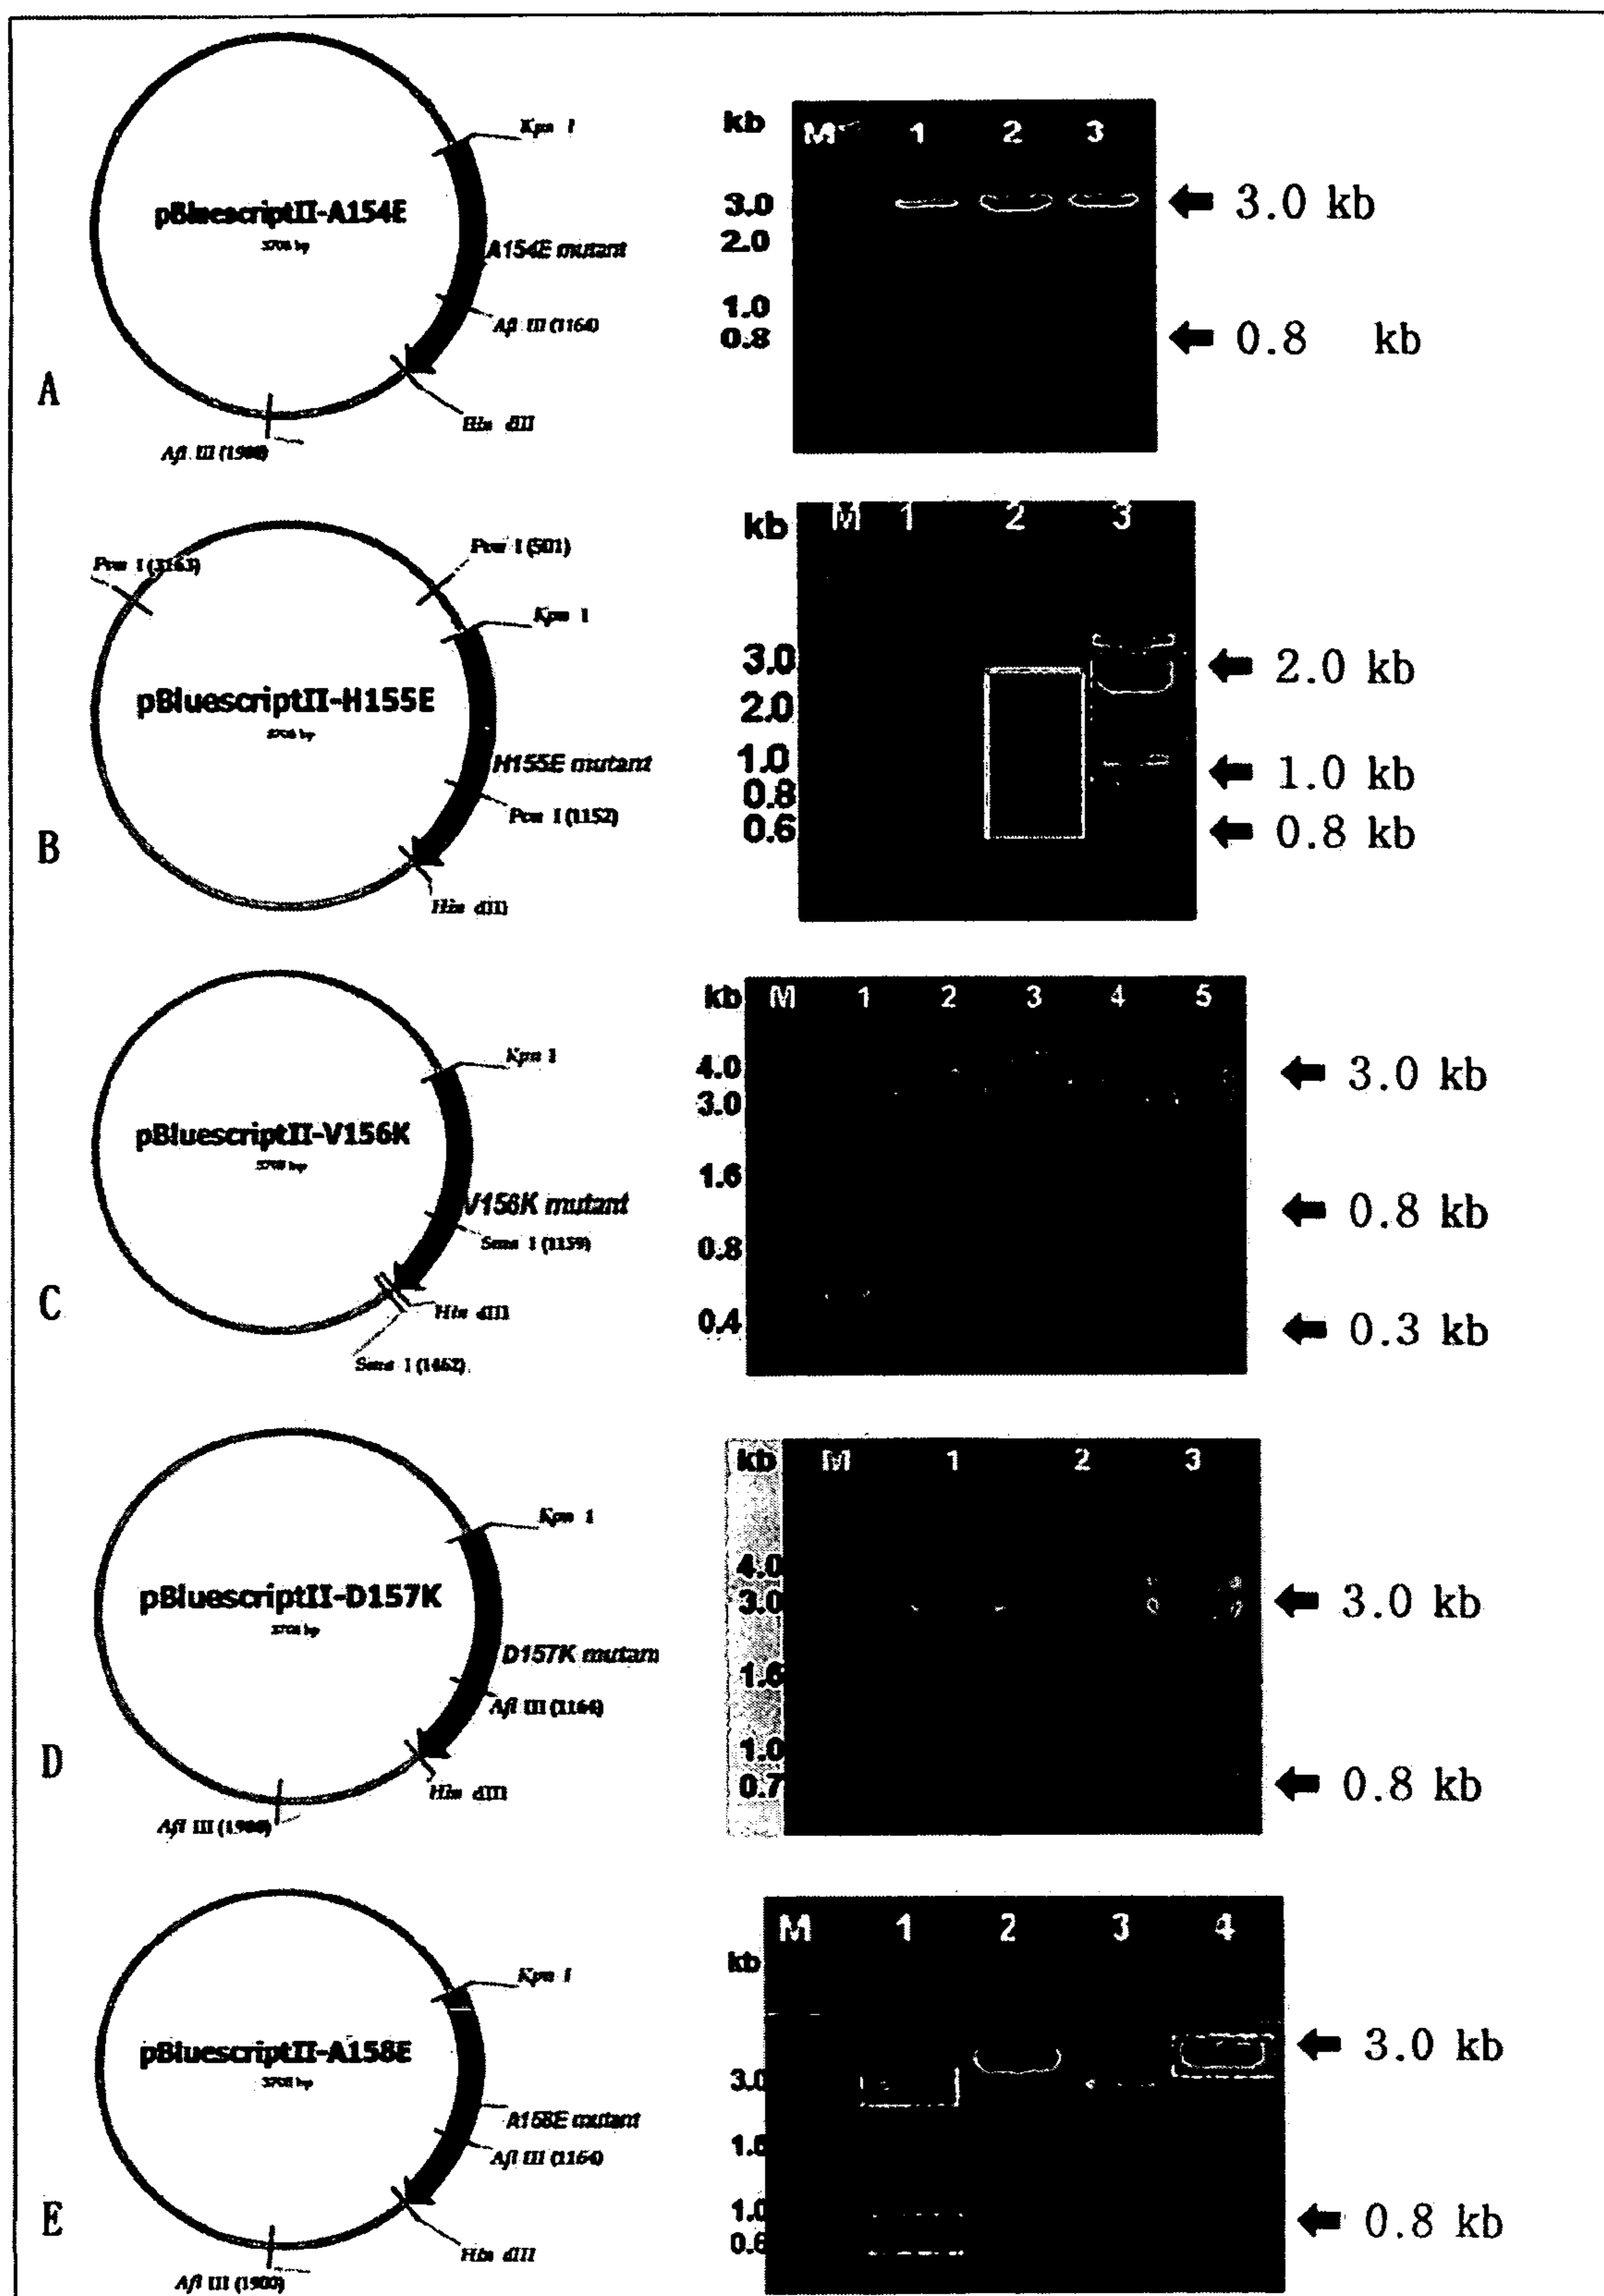 kb M 1 2 3
Kpn I
pBluescriptII-A154E
3.0
3.0 kb
2.0
A154E mutant
1.0
Afl III (1164)
0.8
0.8 kb
A
Afl III
kb M 1 2 3
Pvu I (501)
Pvu I (3163)
Kpn 1
3.0
2.0 kb
pBluescriptII-H155E
2.0
H155E mutant
1.0
1.0 kb
0.8
Pvu I (1152)
0.6
0.8 kb
B
Hin dIII
kb M 1 2 3 4 5
Kpn 1
4.0
3.0 kb
3.0
pBluescriptII-V156K
1.6
V156K mutant
0.8 kb
Sma I (1159)
0.8
C
Hin dIII
0.4
0.3 kb
Sma I (1462)
kb M 1 2 3
Kpn 1
4.0
pBluescriptII-D157K
3.0
3.0 kb
D157K mutan
1.6
Afl III (1164)
1.0
D
0.7
0.8 kb
Hin dIII
Afl III
M 1 2 3 4
kb
Kpn I
3.0 kb
pBluescriptII-A158E
3.0
A158E mutant
Afl III (1164)
1.0
0.8 kb
E
0.6
Hin dIII
Afl III